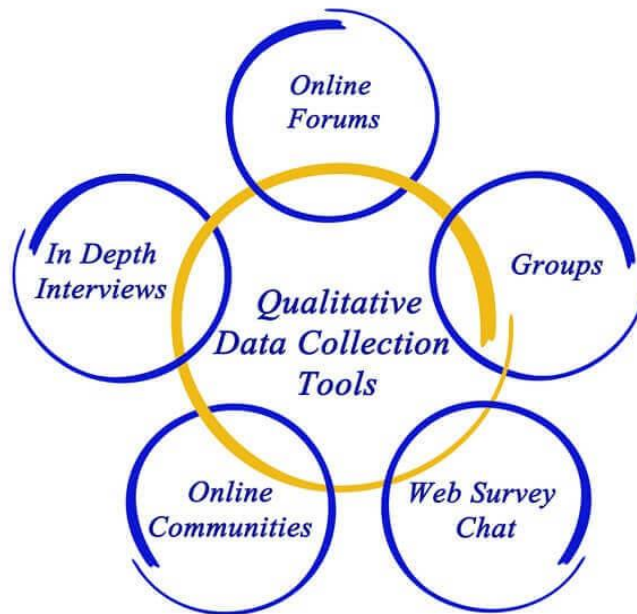 Online
Forums
In Depth
Interviews
Groups
Qualitative
Data Collection
Tools
Online
Communities
Web Survey
Chat